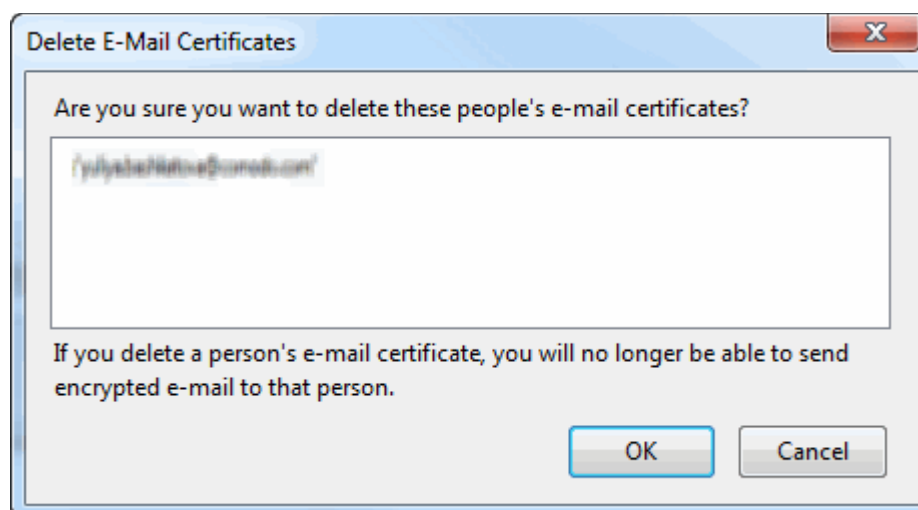 Delete E-Mail Certificates
Are you sure you want to delete these people's e-mail certificates?
If you delete a person's e-mail certificate, you will no longer be able to send
encrypted e-mail to that person.
OK
Cancel